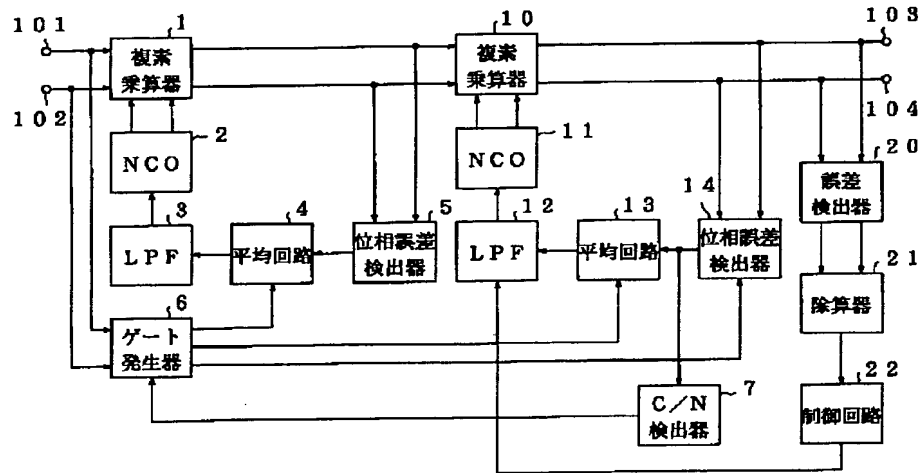 101
1
10
103
複素
乗算器
複素
乗算器
102
104
2
11
20
NCO
NCO
14
誤差
検出器
3
4
5
12
13
LPF
平均回路
位相誤差
検出器
LPF
平均回路
位相誤差
検出器
21
6
除算器
ゲート
発生器
22
7
C/N
検出器
制御回路